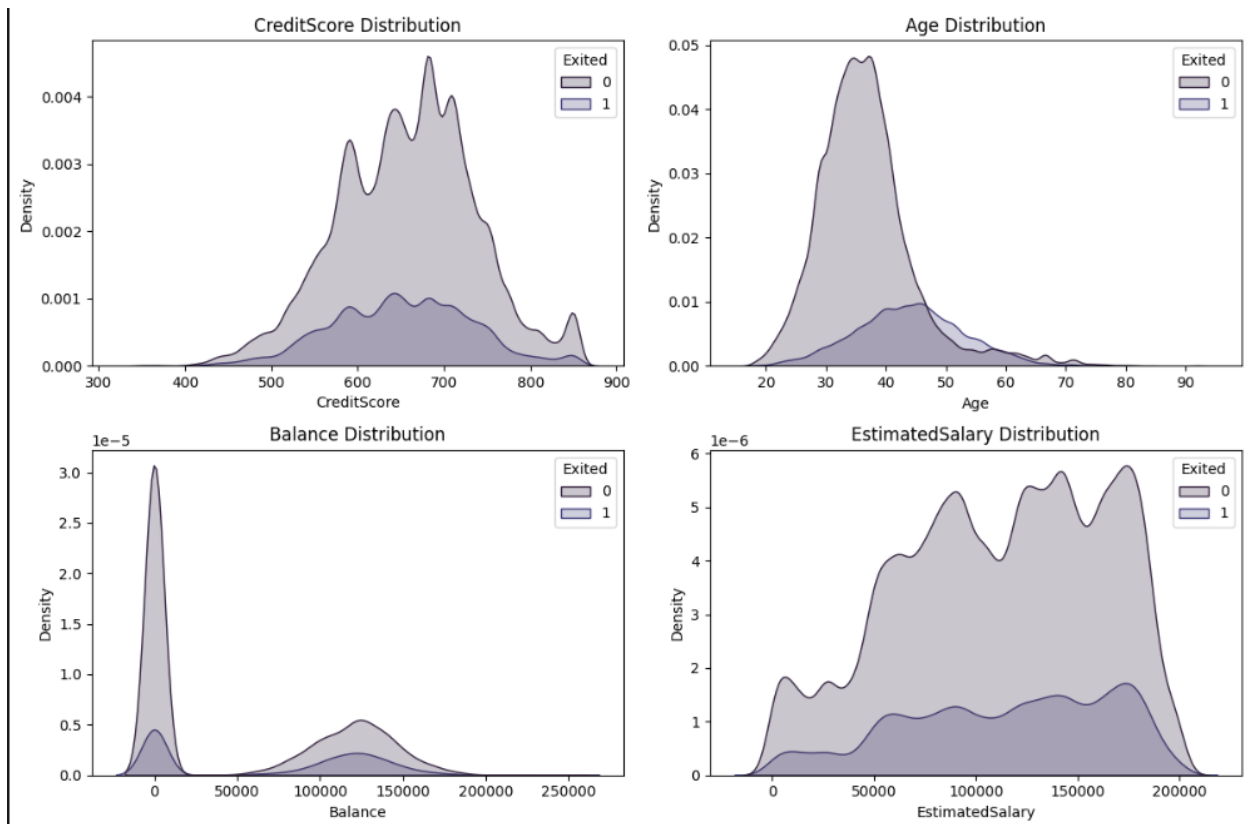 CreditScore Distribution
Exited
0
1
0.004
0.003
0.002
0.001
0.000
Density
300 400 500 600 700 800 900
CreditScore
Age Distribution
Exited
0
1
0.05
0.04
0.03
0.02
0.01
0.00
Density
20 30 40 50 60 70 80 90
Age
Balance Distribution
1e-5
Exited
0
1
3.0
2.5
2.0
1.5
1.0
0.5
0.0
Density
0 50000 100000 150000 200000 250000
Balance
EstimatedSalary Distribution
1e-6
Exited
0
1
6
5
4
3
2
1
0
Density
0 50000 100000 150000 200000
EstimatedSalary